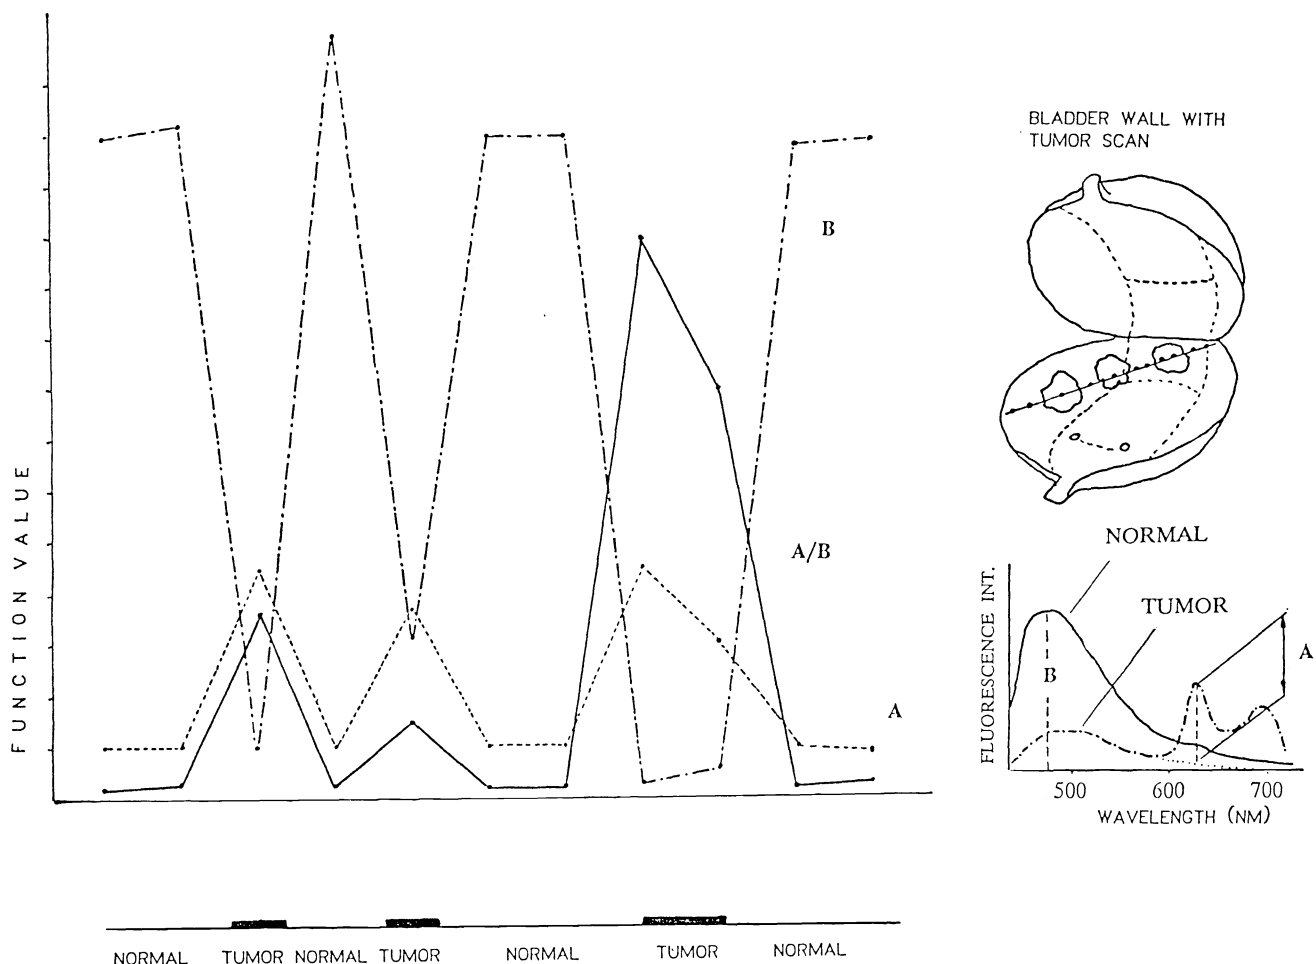 FUNCTION VALUE
B
A/B
A
NORMAL TUMOR NORMAL TUMOR NORMAL TUMOR NORMAL
BLADDER WALL WITH
TUMOR SCAN
NORMAL
TUMOR
A
B
FLUORESCENCE INT.
500 600 700
WAVELENGTH (NM)